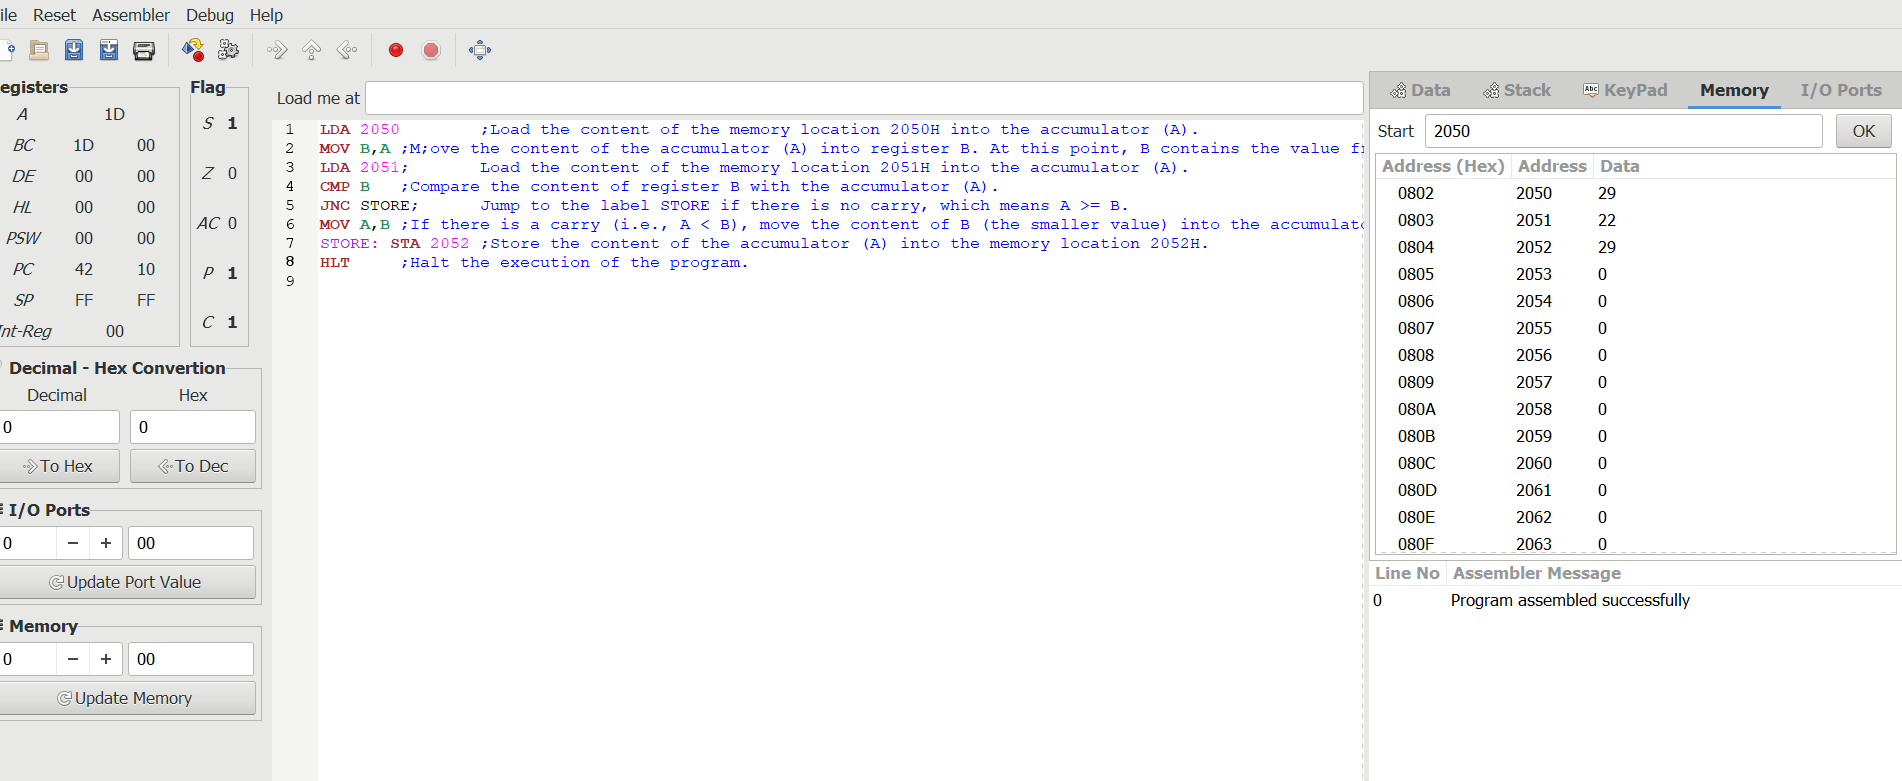 ile Reset Assembler Debug Help
egisters
A 1D
BC 1D 00
DE 00 00
HL 00 00
PSW 00 00
PC 42 10
SP FF FF
Int-Reg 00
Flag
S 1
Z 0
AC 0
P 1
C 1
Decimal - Hex Convertion
Decimal Hex
0 0
To Hex To Dec
I/O Ports
0 − + 00
Update Port Value
Memory
0 − + 00
Update Memory
Load me at
1 LDA 2050 ;Load the content of the memory location 2050H into the accumulator (A).
2 MOV B,A ;M;ove the content of the accumulator (A) into register B. At this point, B contains the value fr
3 LDA 2051; Load the content of the memory location 2051H into the accumulator (A).
4 CMP B ;Compare the content of register B with the accumulator (A).
5 JNC STORE; Jump to the label STORE if there is no carry, which means A >= B.
6 MOV A,B ;If there is a carry (i.e., A < B), move the content of B (the smaller value) into the accumulato
7 STORE: STA 2052 ;Store the content of the accumulator (A) into the memory location 2052H.
8 HLT ;Halt the execution of the program.
9
Data Stack Abc KeyPad Memory I/O Ports
Start 2050 OK
Address (Hex) Address Data
0802 2050 29
0803 2051 22
0804 2052 29
0805 2053 0
0806 2054 0
0807 2055 0
0808 2056 0
0809 2057 0
080A 2058 0
080B 2059 0
080C 2060 0
080D 2061 0
080E 2062 0
080F 2063 0
Line No Assembler Message
0 Program assembled successfully